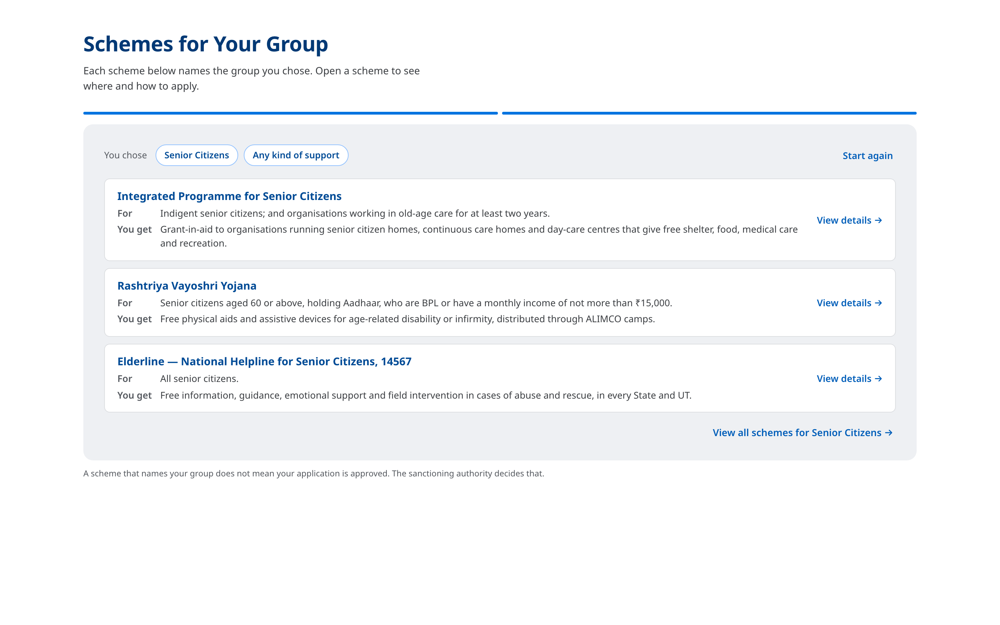 Schemes for Your Group
Each scheme below names the group you chose. Open a scheme to see
where and how to apply.
You chose Senior Citizens Any kind of support Start again
Integrated Programme for Senior Citizens
For Indigent senior citizens; and organisations working in old-age care for at least two years.
View details →
You get Grant-in-aid to organisations running senior citizen homes, continuous care homes and day-care centres that give free shelter, food, medical care
and recreation.
Rashtriya Vayoshri Yojana
For Senior citizens aged 60 or above, holding Aadhaar, who are BPL or have a monthly income of not more than ₹15,000. View details →
You get Free physical aids and assistive devices for age-related disability or infirmity, distributed through ALIMCO camps.
Elderline — National Helpline for Senior Citizens, 14567
For All senior citizens. View details →
You get Free information, guidance, emotional support and field intervention in cases of abuse and rescue, in every State and UT.
View all schemes for Senior Citizens →
A scheme that names your group does not mean your application is approved. The sanctioning authority decides that.